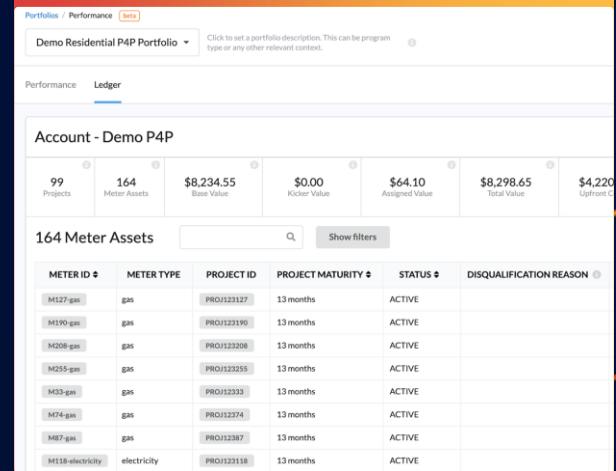 Portfolios / Performance beta
Demo Residential P4P Portfolio
Click to set a portfolio description. This can be program
type or any other relevant context.
Performance Ledger
Account - Demo P4P
99 164 $8,234.55 $0.00 $64.10 $8,298.65 $4,220
Projects Meter Assets Base Value Kicker Value Assigned Value Total Value Upfront C
164 Meter Assets Show filters
METER ID METER TYPE PROJECT ID PROJECT MATURITY STATUS DISQUALIFICATION REASON
M127-gas gas PROJ123127 13 months ACTIVE
M190-gas gas PROJ123190 13 months ACTIVE
M208-gas gas PROJ123208 13 months ACTIVE
M255-gas gas PROJ123255 13 months ACTIVE
M33-gas gas PROJ12333 13 months ACTIVE
M74-gas gas PROJ12374 13 months ACTIVE
M87-gas gas PROJ12387 13 months ACTIVE
M118-electricity electricity PROJ123118 13 months ACTIVE